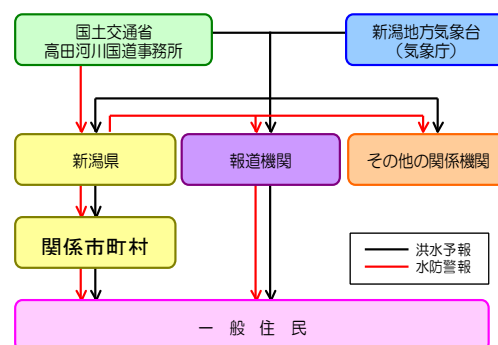 国土交通省
高田河川国道事務所
新潟地方気象台
（気象庁）
新潟県
報道機関
その他の関係機関
関係市町村
洪水予報
水防警報
一般住民